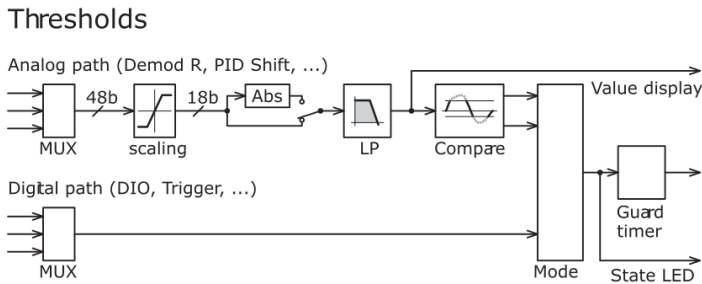 Thresholds
Analog path (Demod R, PID Shift, ...)
48b
18b
Abs
Value display
MUX
scaling
LP
Compare
Digital path (DIO, Trigger, ...)
Guard
timer
MUX
Mode
State LED